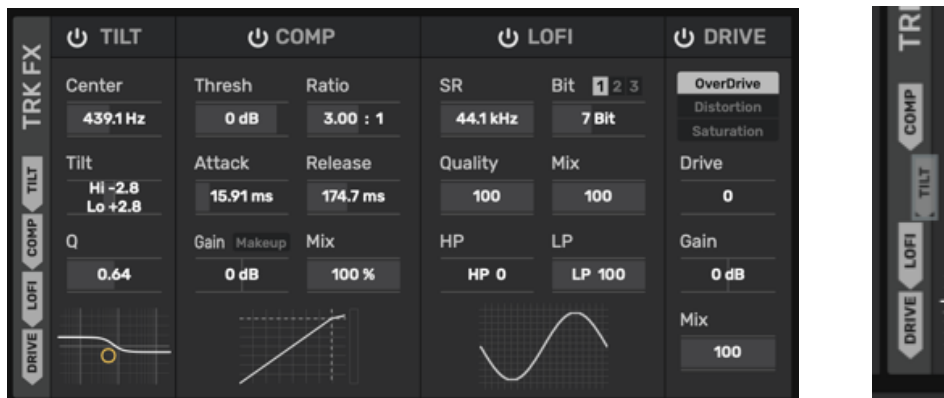 TRK FX
TILT
COMP
LOFI
DRIVE
TILT
Center
439.1 Hz
Tilt
Hi -2.8
Lo +2.8
Q
0.64
COMP
Thresh Ratio
0 dB 3.00 : 1
Attack Release
15.91 ms 174.7 ms
Gain Makeup Mix
0 dB 100 %
LOFI
SR Bit 1 2 3
44.1 kHz 7 Bit
Quality Mix
100 100
HP LP
HP 0 LP 100
DRIVE
OverDrive
Distortion
Saturation
Drive
0
Gain
0 dB
Mix
100
TR
COMP
TILT
LOFI
DRIVE